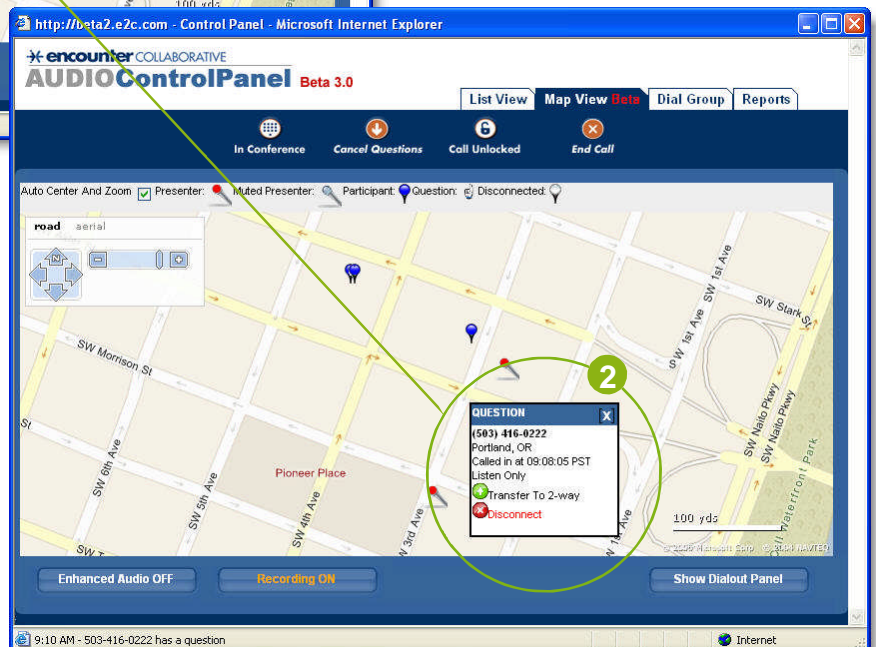 100 yds
http://beta2.e2c.com - Control Panel - Microsoft Internet Explorer
encounter COLLABORATIVE
AUDIOControlPanel Beta 3.0
List View Map View Beta Dial Group Reports
In Conference Cancel Questions Call Unlocked End Call
Auto Center And Zoom Presenter: Muted Presenter: Participant: Question: Disconnected:
road aerial
N
SW 1st Ave
SW Stark
SW 1st Ave
SW Morrison St
2
QUESTION X
(503) 416-0222
Portland, OR
Called in at 09:08:05 PST
Listen Only
Transfer To 2-way
Disconnect
SW Naito Pkwy
SW Naito Pkwy
St
SW 6th Ave
SW 5th Ave
Pioneer Place
SW 4th Ave
3rd Ave
Waterfront Park
100 yds
SW
© 2004 NAVTEQ
Enhanced Audio OFF Recording ON Show Dialout Panel
9:10 AM - 503-416-0222 has a question Internet